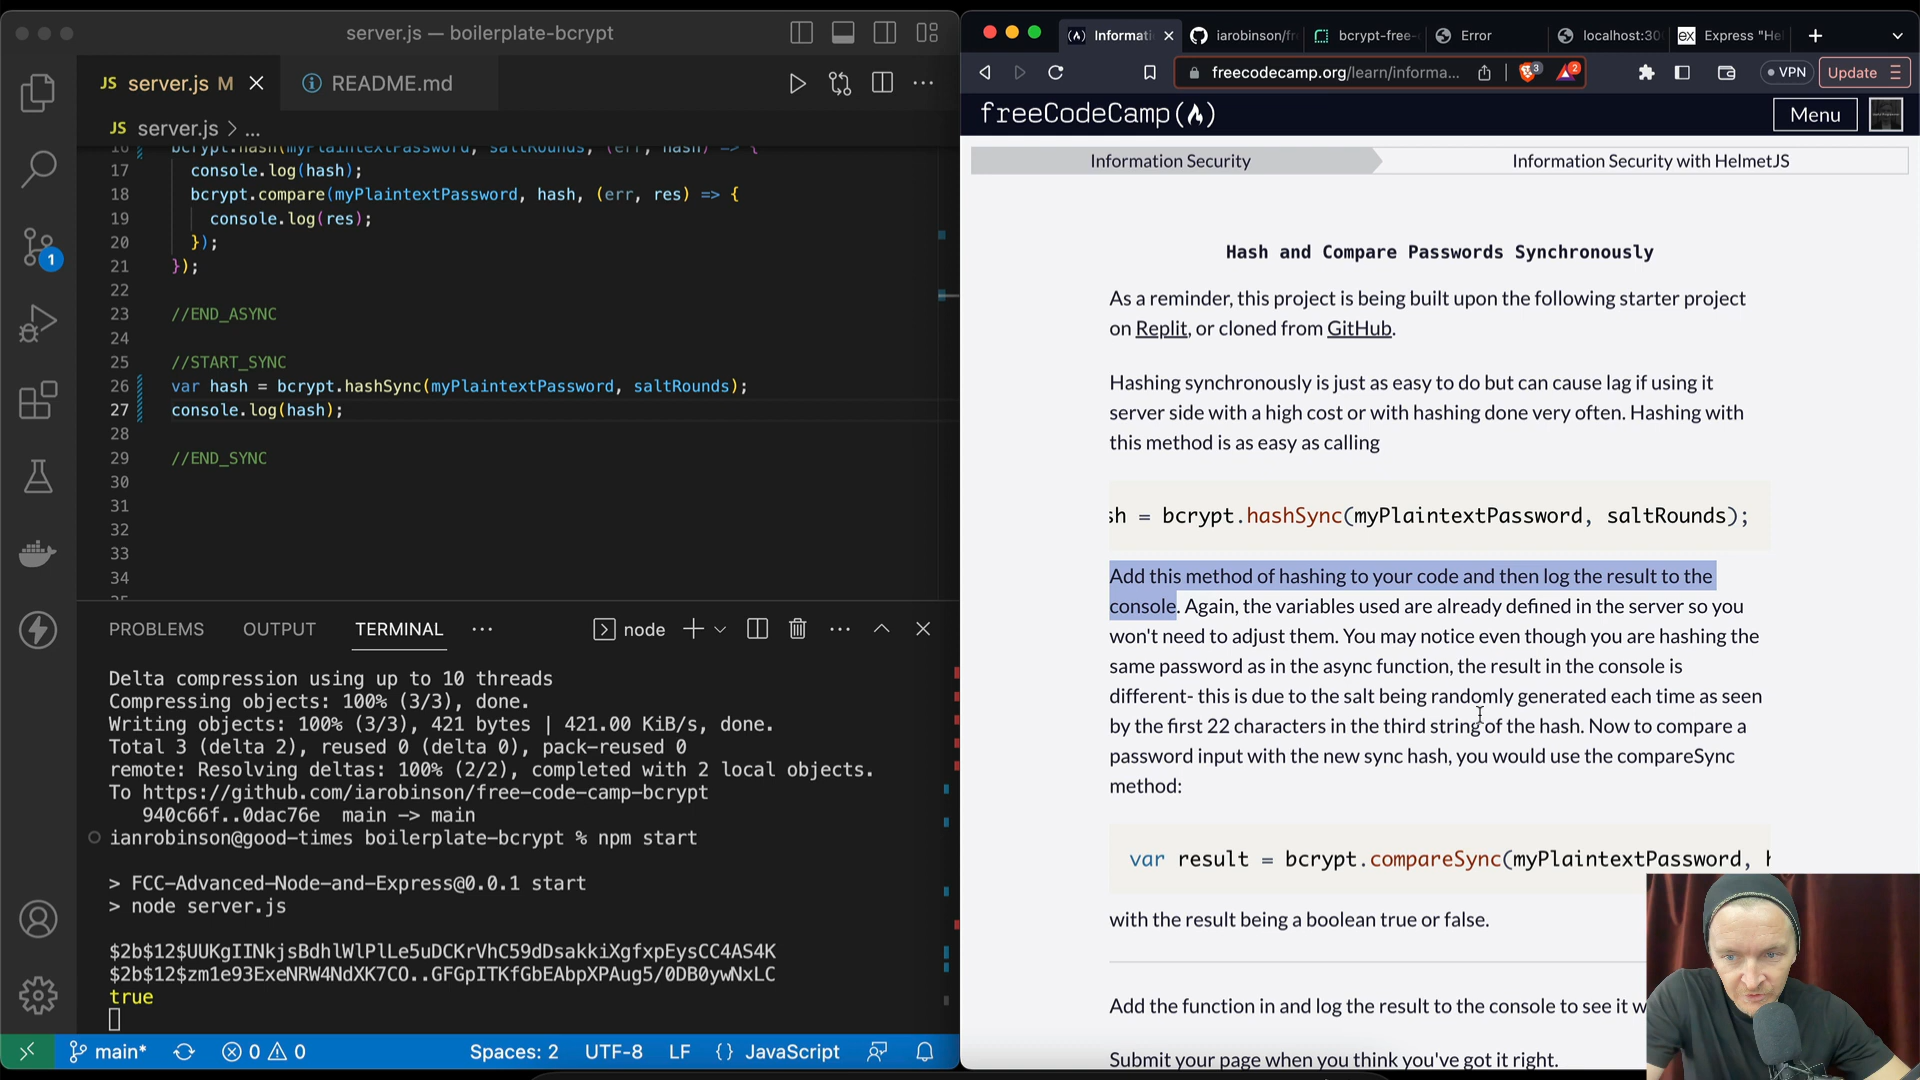 server.js — boilerplate-bcrypt
JS server.js M
README.md
JS server.js > ...
16 bcrypt.hash(myPlaintextPassword, saltRounds, (err, hash) => {
17 console.log(hash);
18 bcrypt.compare(myPlaintextPassword, hash, (err, res) => {
19 console.log(res);
20 });
21 });
22
23 //END_ASYNC
24
25 //START_SYNC
26 var hash = bcrypt.hashSync(myPlaintextPassword, saltRounds);
27 console.log(hash);
28
29 //END_SYNC
30
31
32
33
34
35
1
PROBLEMS OUTPUT TERMINAL ... node
Delta compression using up to 10 threads
Compressing objects: 100% (3/3), done.
Writing objects: 100% (3/3), 421 bytes | 421.00 KiB/s, done.
Total 3 (delta 2), reused 0 (delta 0), pack-reused 0
remote: Resolving deltas: 100% (2/2), completed with 2 local objects.
To https://github.com/iarobinson/free-code-camp-bcrypt
940c66f..0dac76e main -> main
ianrobinson@good-times boilerplate-bcrypt % npm start
> FCC-Advanced-Node-and-Express@0.0.1 start
> node server.js
$2b$12$UUKgIINkjsBdhlWlPlLe5uDCKrVhC59dDsakkiXgfxpEysCC4AS4K
$2b$12$zm1e93ExeNRW4NdXK7CO..GFGpITKfGbEAbpXPAug5/0DB0ywNxLC
true
main* 0 0 Spaces: 2 UTF-8 LF {} JavaScript
Informati iarobinson/fr bcrypt-free- Error localhost:30 EX Express "He
freecodecamp.org/learn/informa... 3 2 VPN Update
freeCodeCamp Menu
Information Security
Information Security with HelmetJS
Hash and Compare Passwords Synchronously
As a reminder, this project is being built upon the following starter project
on Replit, or cloned from GitHub.
Hashing synchronously is just as easy to do but can cause lag if using it
server side with a high cost or with hashing done very often. Hashing with
this method is as easy as calling
sh = bcrypt.hashSync(myPlaintextPassword, saltRounds);
Add this method of hashing to your code and then log the result to the
console. Again, the variables used are already defined in the server so you
won't need to adjust them. You may notice even though you are hashing the
same password as in the async function, the result in the console is
different- this is due to the salt being randomly generated each time as seen
by the first 22 characters in the third string of the hash. Now to compare a
password input with the new sync hash, you would use the compareSync
method:
var result = bcrypt.compareSync(myPlaintextPassword, h
with the result being a boolean true or false.
Add the function in and log the result to the console to see it w
Submit your page when you think you've got it right.